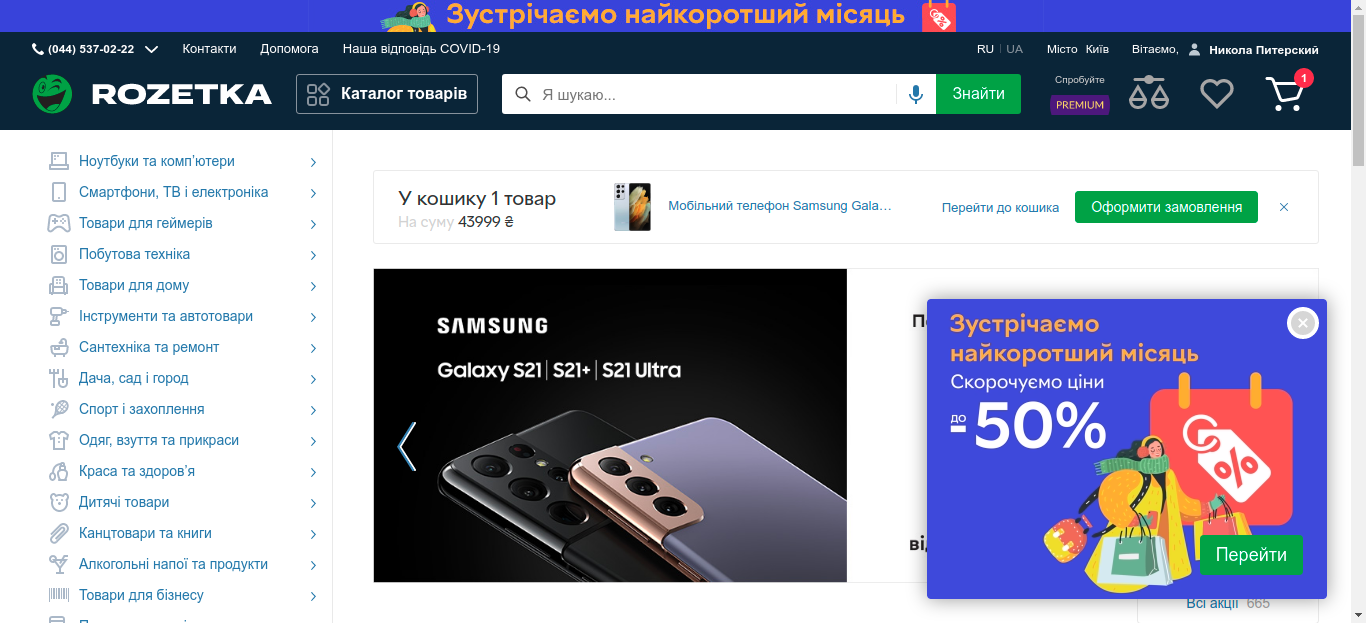 Зустрічаємо найкоротший місяць
(044) 537-02-22 Контакти Допомога Наша відповідь COVID-19 RU UA Місто Київ Вітаємо, Никола Питерский
ROZETKA Каталог товарів Я шукаю... Знайти Спробуйте PREMIUM 1
Ноутбуки та комп'ютери
Смартфони, ТВ і електроніка
Товари для геймерів
Побутова техніка
Товари для дому
Інструменти та автотовари
Сантехніка та ремонт
Дача, сад і город
Спорт і захоплення
Одяг, взуття та прикраси
Краса та здоров'я
Дитячі товари
Канцтовари та книги
Алкогольні напої та продукти
Товари для бізнесу
У кошику 1 товар
На суму 43999 ₴
Мобільний телефон Samsung Gala…
Перейти до кошика
Оформити замовлення
SAMSUNG
Galaxy S21 | S21+ | S21 Ultra
Зустрічаємо
найкоротший місяць
Скорочуємо ціни
до
-50%
%
Перейти
Всі акції 665